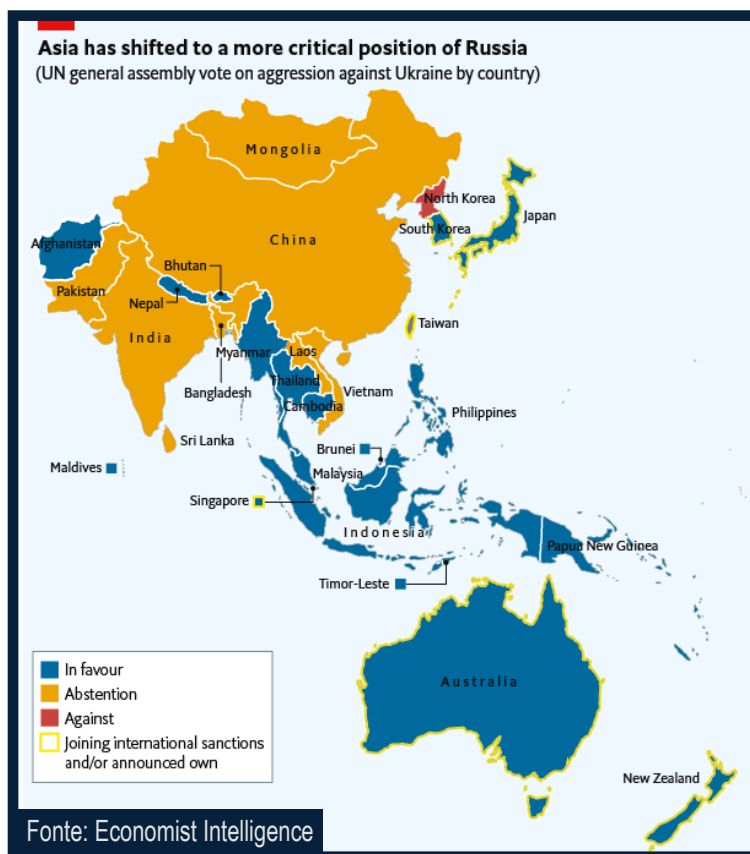 Asia has shifted to a more critical position of Russia
(UN general assembly vote on aggression against Ukraine by country)
Mongolia
North Korea
Japan
South Korea
China
Afghanistan
Bhutan
Pakistan
Nepal
Taiwan
India
Myanmar
Laos
Thailand
Bangladesh
Vietnam
Cambodia
Philippines
Sri Lanka
Brunei
Maldives
Malaysia
Singapore
Indonesia
Papua New Guinea
Timor-Leste
In favour
Australia
Abstention
Against
Joining international sanctions
and/or announced own
New Zealand
Fonte: Economist Intelligence